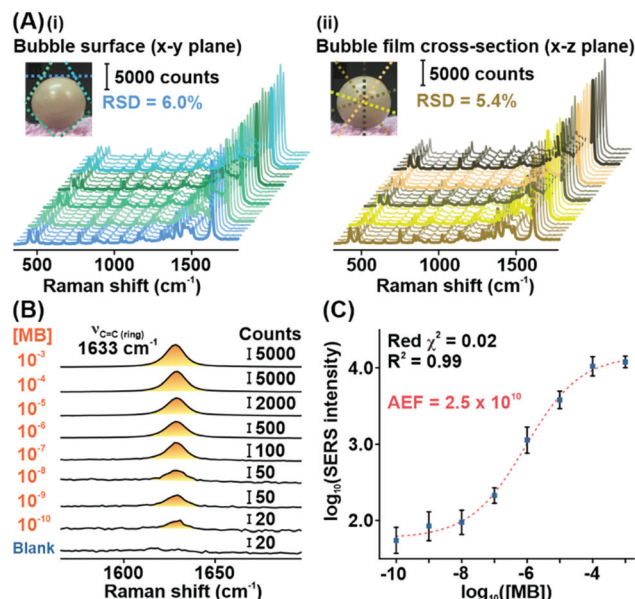 (A) (i)
Bubble surface (x-y plane)
5000 counts
RSD = 6.0%
500 1000 1500
Raman shift (cm⁻¹)
(ii)
Bubble film cross-section (x-z plane)
5000 counts
RSD = 5.4%
500 1000 1500
Raman shift (cm⁻¹)
(B)
[MB]
νC=C (ring)
1633 cm⁻¹
Counts
10⁻³ 5000
10⁻⁴ 5000
10⁻⁵ 2000
10⁻⁶ 500
10⁻⁷ 100
10⁻⁸ 50
10⁻⁹ 50
10⁻¹⁰ 20
Blank 20
1600 1650
Raman shift (cm⁻¹)
(C)
Red χ² = 0.02
R² = 0.99
AEF = 2.5 x 10¹⁰
log₁₀(SERS intensity)
4.0
3.0
2.0
-10 -8 -6 -4 -2
log₁₀([MB])